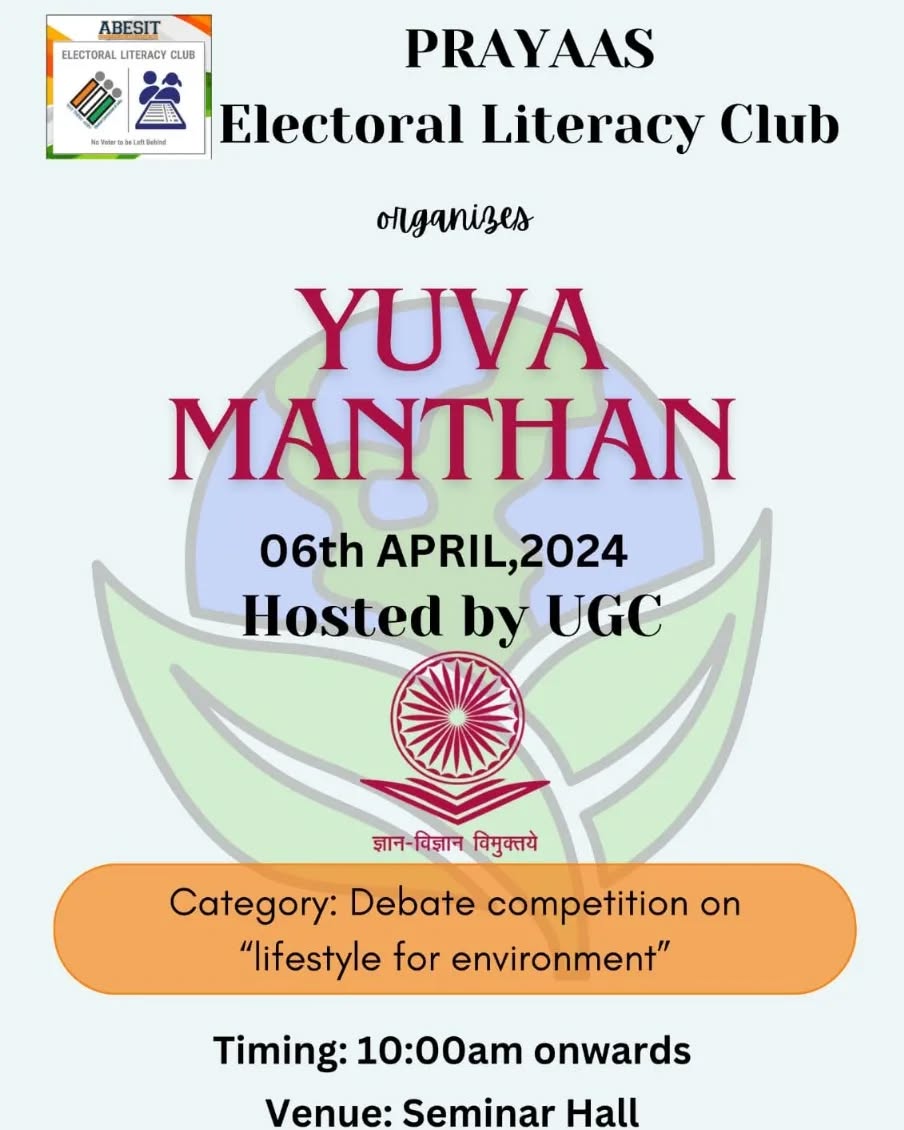 ABESIT
ELECTORAL LITERACY CLUB
No Voter to be Left Behind
PRAYAAS
Electoral Literacy Club
organizes
YUVA
MANTHAN
06th APRIL,2024
Hosted by UGC
ज्ञान-विज्ञान विमुक्तये
Category: Debate competition on
“lifestyle for environment”
Timing: 10:00am onwards
Venue: Seminar Hall